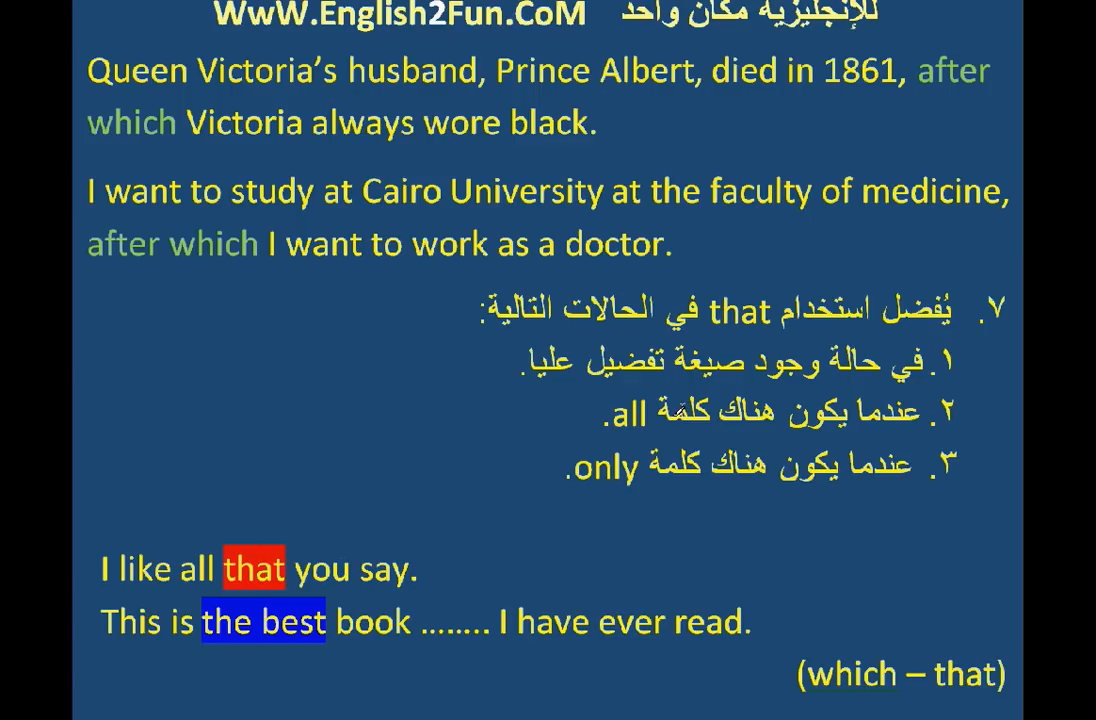 للإنجليزية مكان واحد WwW.English2Fun.CoM
Queen Victoria’s husband, Prince Albert, died in 1861, after
which Victoria always wore black.
I want to study at Cairo University at the faculty of medicine,
after which I want to work as a doctor.
٧. يُفضل استخدام that في الحالات التالية:
١. في حالة وجود صيغة تفضيل عليا.
٢. عندما يكون هناك كلمة all.
٣. عندما يكون هناك كلمة only.
I like all that you say.
This is the best book …….. I have ever read.
(which – that)